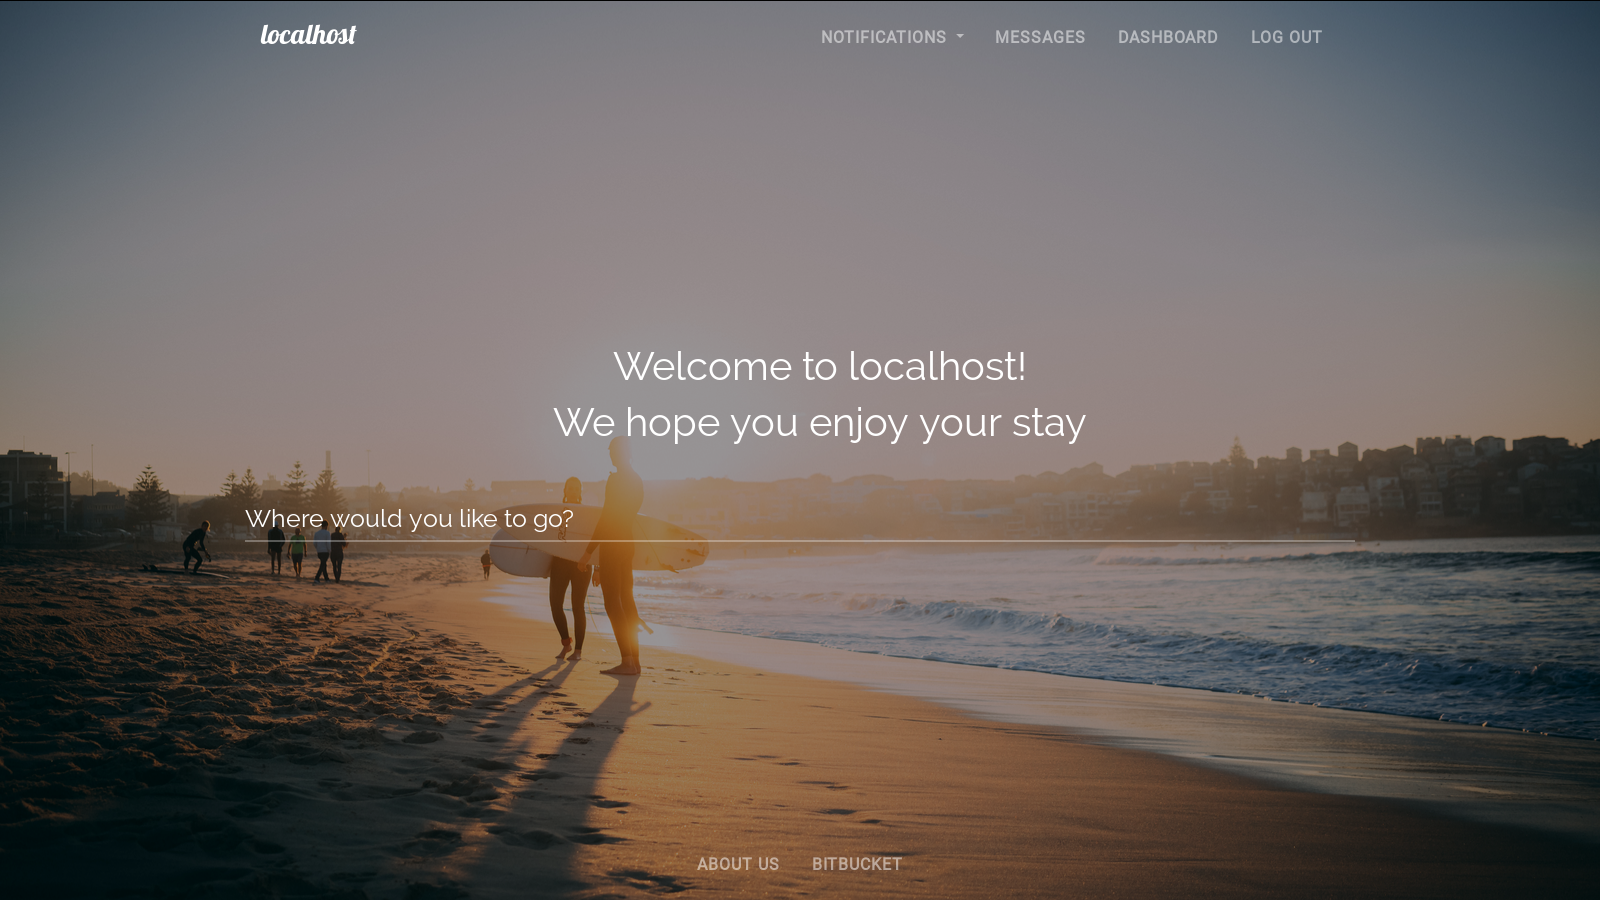 localhost
NOTIFICATIONS
MESSAGES
DASHBOARD
LOG OUT
Welcome to localhost!
We hope you enjoy your stay
Where would you like to go?
ABOUT US
BITBUCKET